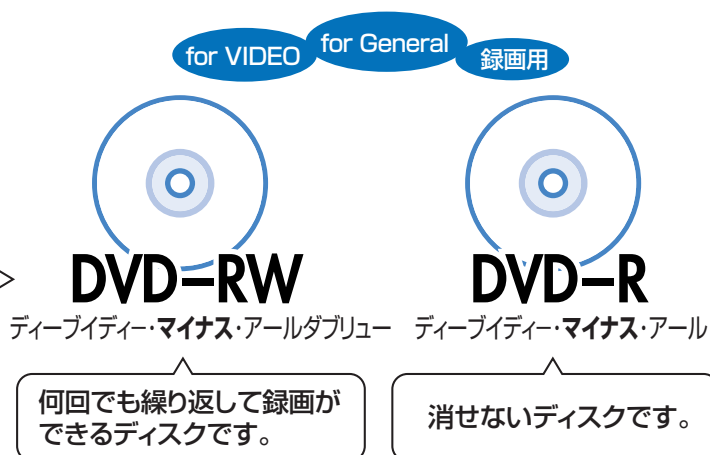 for VIDEO
for General
録画用
DVD-RW
DVD-R
ディーブイディー・マイナス・アールダブリュー
ディーブイディー・マイナス・アール
何回でも繰り返して録画が
できるディスクです。
消せないディスクです。